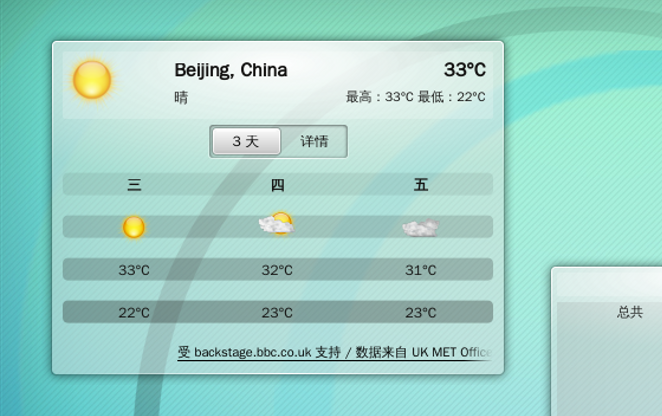 Beijing, China 33°C
晴 最高：33°C 最低：22°C
3 天 详情
三 四 五
33°C 32°C 31°C
22°C 23°C 23°C
受 backstage.bbc.co.uk 支持 / 数据来自 UK MET Office
总共